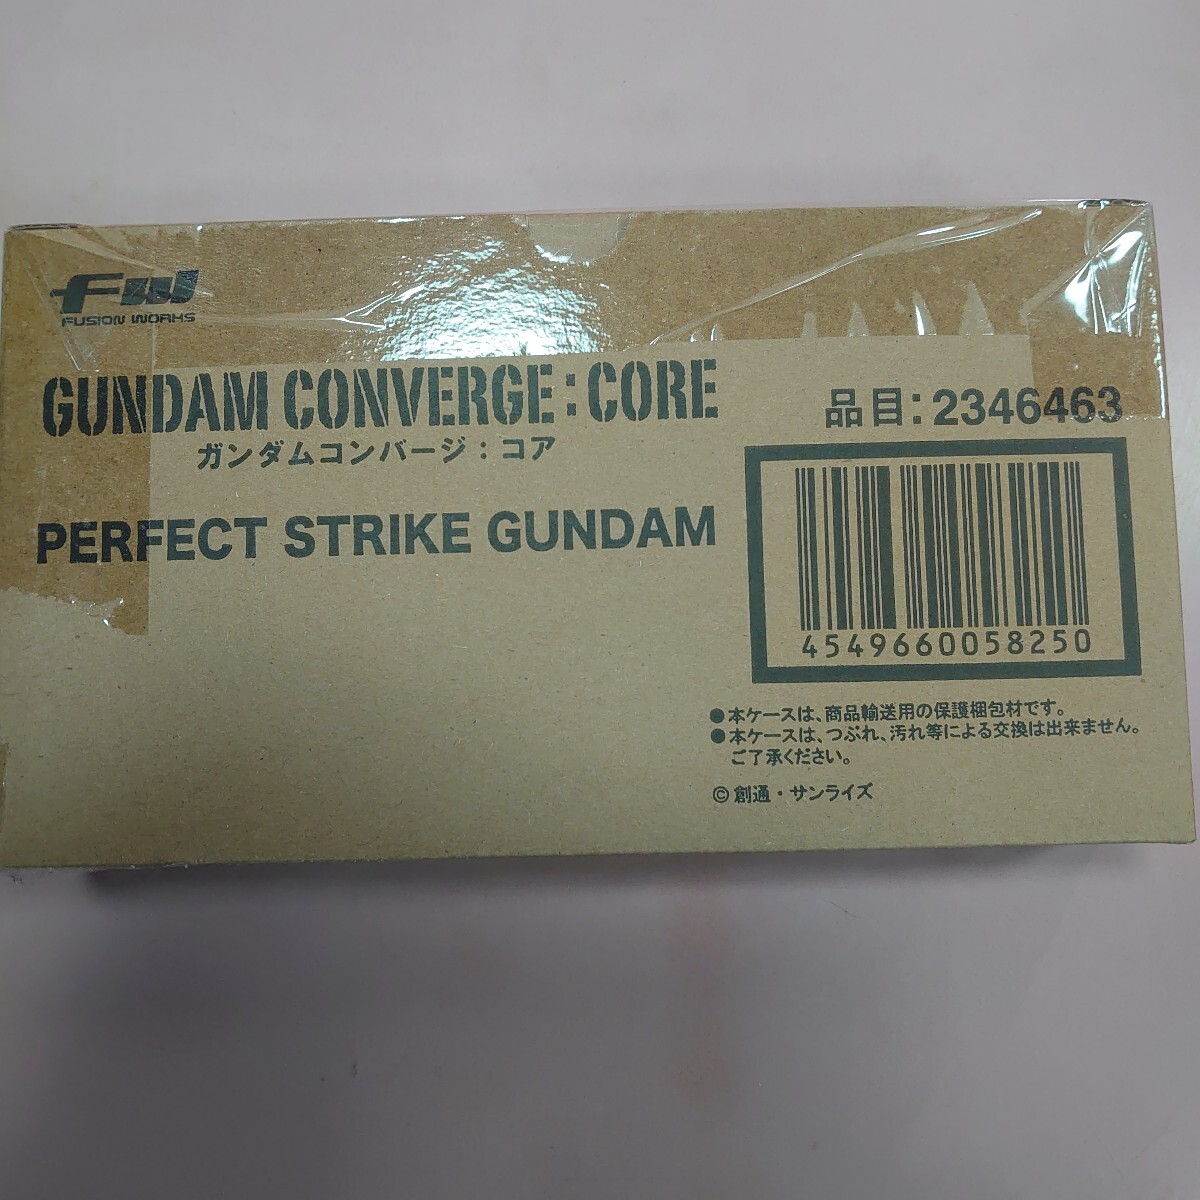 FW
FUSION WORKS
GUNDAM CONVERGE:CORE
ガンダムコンバージ:コア
PERFECT STRIKE GUNDAM
品目:2346463
4549660058250
●本ケースは、商品輸送用の保護梱包材です。
●本ケースは、つぶれ、汚れ等による交換は出来ません。
ご了承ください。
©創通・サンライズ